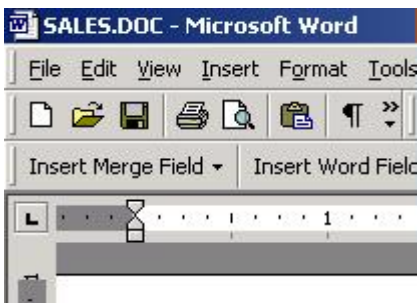 SALES.DOC - Microsoft Word
File Edit View Insert Format Tools
Insert Merge Field Insert Word Field
1